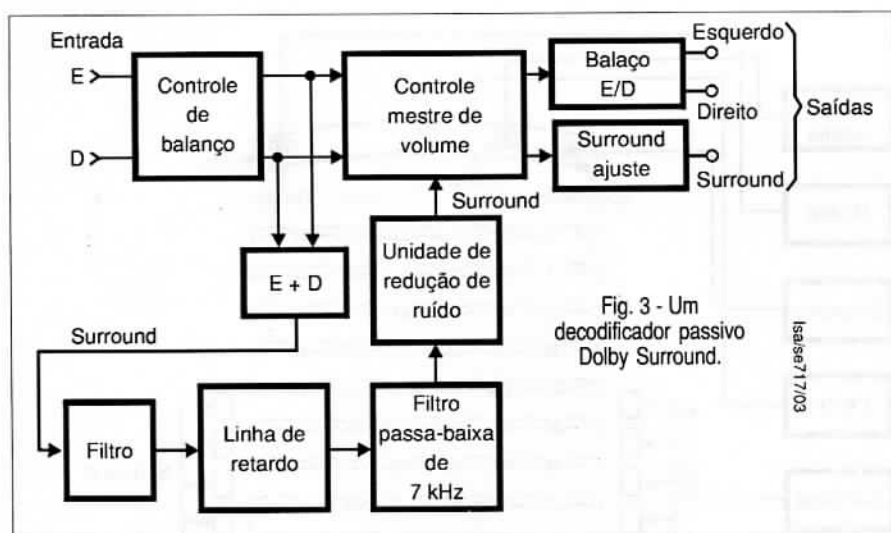 Entrada
E
D
Controle
de
balanço
Controle
mestre de
volume
Balaço
E/D
Esquerdo
Direito
Surround
ajuste
Surround
Saídas
Surround
E + D
Unidade de
redução de
ruído
Surround
Filtro
Linha de
retardo
Filtro
passa-baixa
de
7 kHz
Fig. 3 - Um
decodificador passivo
Dolby Surround.
Isa/se717/03